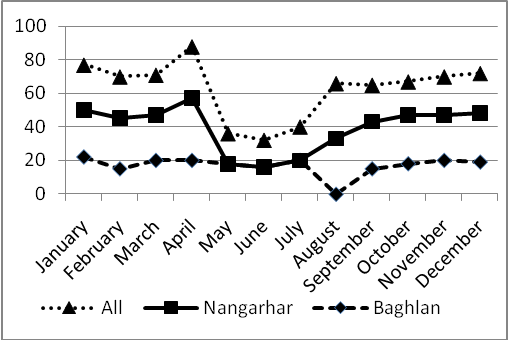 100
80
60
40
20
0
January
February
March
April
May
June
July
August
September
October
November
December
All
Nangarhar
Baghlan